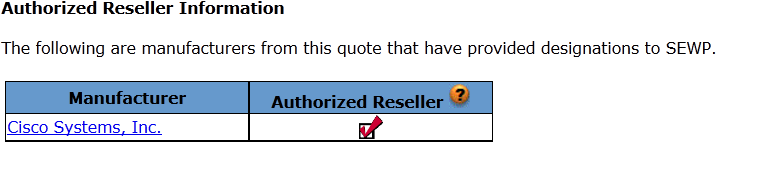 Authorized Reseller Information
The following are manufacturers from this quote that have provided designations to SEWP.
Manufacturer Authorized Reseller ?
Cisco Systems, Inc.